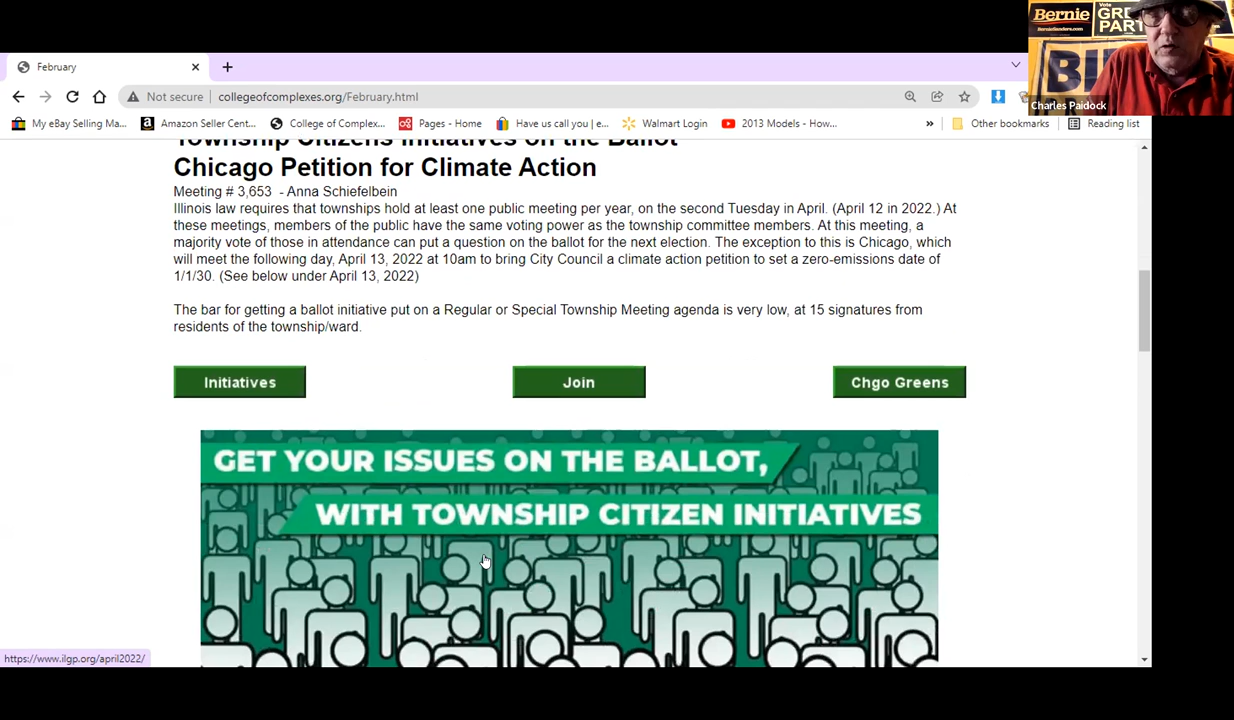 February
Not secure
collegeofcomplexes.org/February.html
My eBay Selling Ma...
Amazon Seller Cent...
College of Complex...
Pages - Home
Have us call you | e...
Walmart Login
2013 Models - How...
»
Other bookmarks
Reading list
Bernie
BernieSanders.com
Vote
Charles Paidock
Township Citizens Initiatives on the Ballot
Chicago Petition for Climate Action
Meeting # 3,653 - Anna Schiefelbein
Illinois law requires that townships hold at least one public meeting per year, on the second Tuesday in April. (April 12 in 2022.) At
these meetings, members of the public have the same voting power as the township committee members. At this meeting, a
majority vote of those in attendance can put a question on the ballot for the next election. The exception to this is Chicago, which
will meet the following day, April 13, 2022 at 10am to bring City Council a climate action petition to set a zero-emissions date of
1/1/30. (See below under April 13, 2022)
The bar for getting a ballot initiative put on a Regular or Special Township Meeting agenda is very low, at 15 signatures from
residents of the township/ward.
Initiatives
Join
Chgo Greens
GET YOUR ISSUES ON THE BALLOT,
WITH TOWNSHIP CITIZEN INITIATIVES
https://www.ilgp.org/april2022/